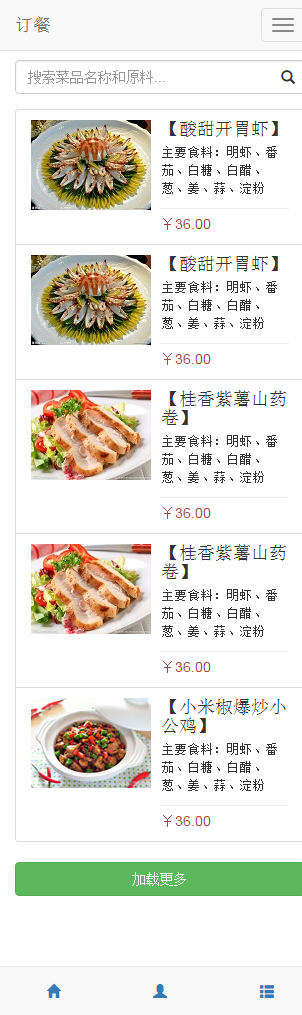 订餐
搜索菜品名称和原料...
【酸甜开胃虾】
主要食料：明虾、番
茄、白糖、白醋、
葱、姜、蒜、淀粉
￥36.00
【酸甜开胃虾】
主要食料：明虾、番
茄、白糖、白醋、
葱、姜、蒜、淀粉
￥36.00
【桂香紫薯山药
卷】
主要食料：明虾、番
茄、白糖、白醋、
葱、姜、蒜、淀粉
￥36.00
【桂香紫薯山药
卷】
主要食料：明虾、番
茄、白糖、白醋、
葱、姜、蒜、淀粉
￥36.00
【小米椒爆炒小
公鸡】
主要食料：明虾、番
茄、白糖、白醋、
葱、姜、蒜、淀粉
￥36.00
加载更多